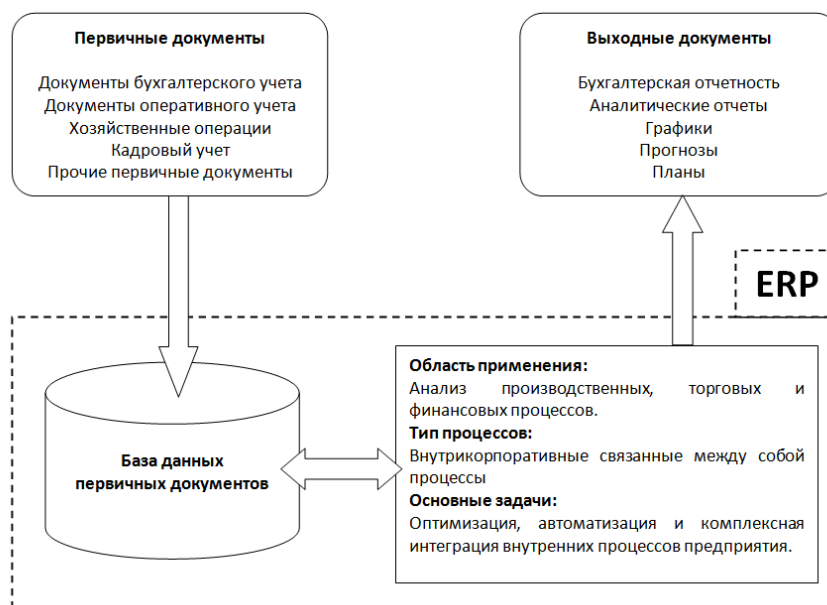 Первичные документы
Документы бухгалтерского учета
Документы оперативного учета
Хозяйственные операции
Кадровый учет
Прочие первичные документы
Выходные документы
Бухгалтерская отчетность
Аналитические отчеты
Графики
Прогнозы
Планы
ERP
База данных
первичных документов
Область применения:
Анализ производственных, торговых и
финансовых процессов.
Тип процессов:
Внутрикорпоративные связанные между собой
процессы
Основные задачи:
Оптимизация, автоматизация и комплексная
интеграция внутренних процессов предприятия.